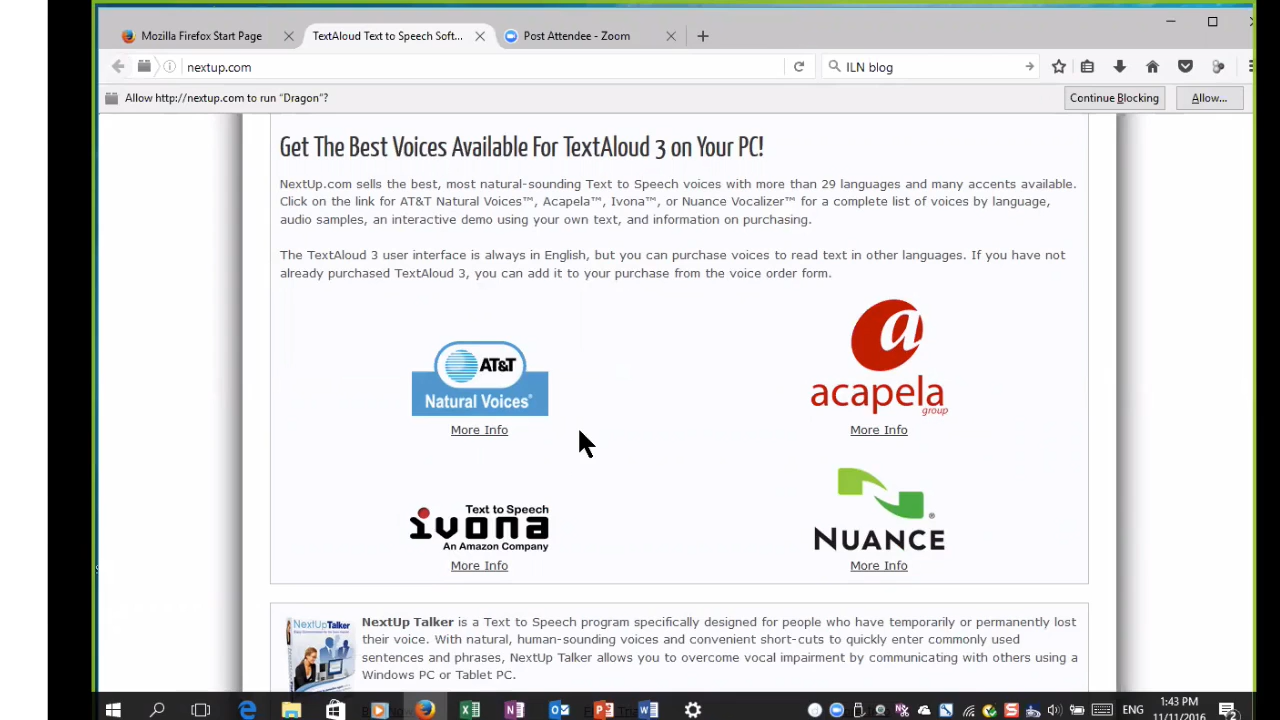 Mozilla Firefox Start Page
TextAloud Text to Speech Soft...
Post Attendee - Zoom
nextup.com
ILN blog
Allow http://nextup.com to run "Dragon"?
Continue Blocking
Allow...
Get The Best Voices Available For TextAloud 3 on Your PC!
NextUp.com sells the best, most natural-sounding Text to Speech voices with more than 29 languages and many accents available.
Click on the link for AT&T Natural Voices™, Acapela™, Ivona™, or Nuance Vocalizer™ for a complete list of voices by language,
audio samples, an interactive demo using your own text, and information on purchasing.
The TextAloud 3 user interface is always in English, but you can purchase voices to read text in other languages. If you have not
already purchased TextAloud 3, you can add it to your purchase from the voice order form.
AT&T
Natural Voices®
More Info
a
acapela
group
More Info
Text to Speech
ivona
An Amazon Company
More Info
NUANCE®
More Info
NextUpTalker
NextUp Talker is a Text to Speech program specifically designed for people who have temporarily or permanently lost
their voice. With natural, human-sounding voices and convenient short-cuts to quickly enter commonly used
sentences and phrases, NextUp Talker allows you to overcome vocal impairment by communicating with others using a
Windows PC or Tablet PC.
ENG
1:43 PM
11/11/2016